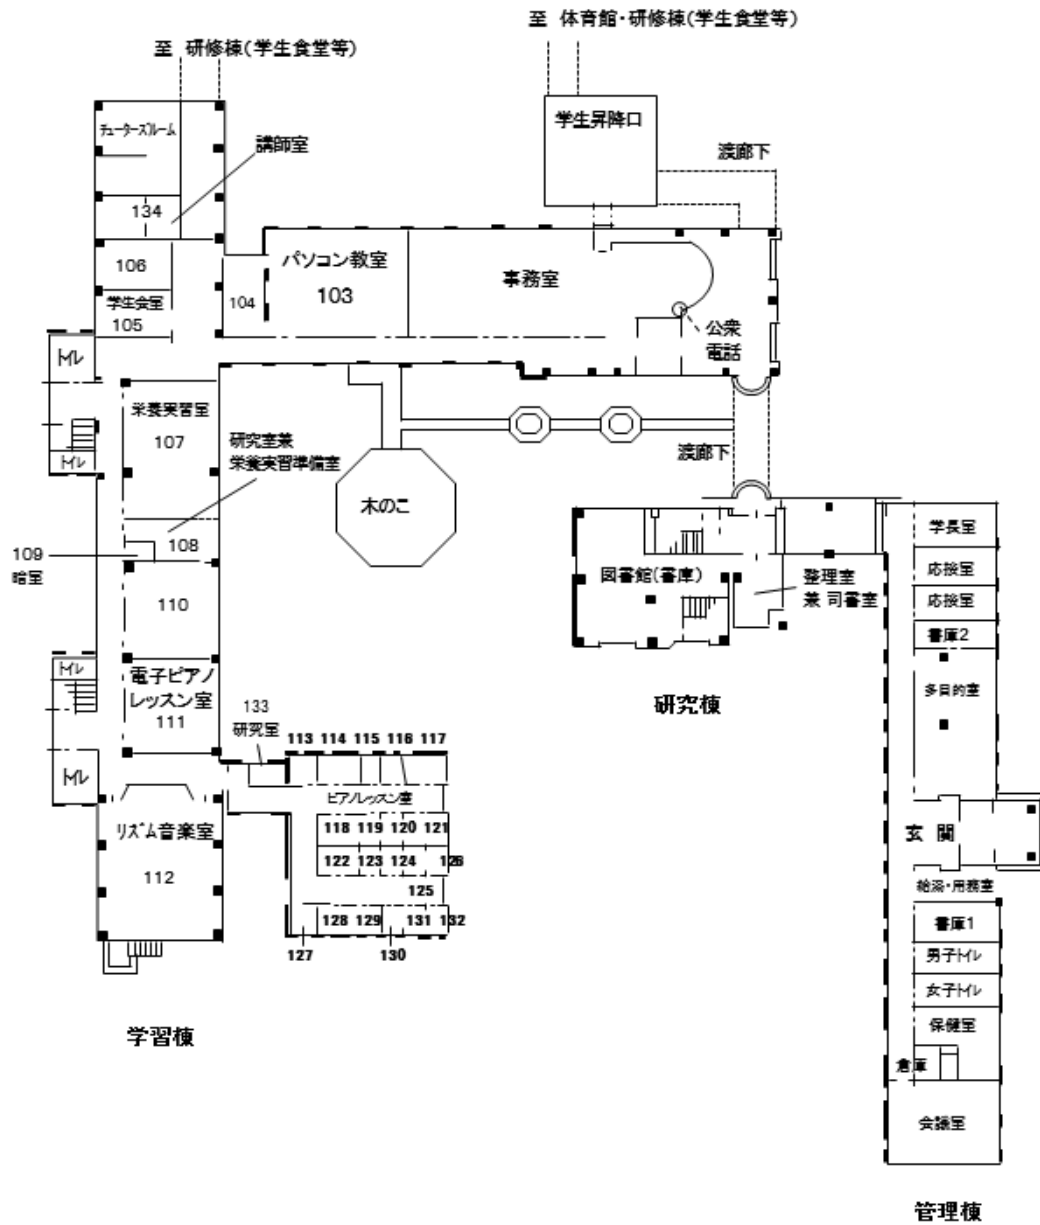 至 体育館・研修棟(学生食堂等)
至 研修棟(学生食堂等)
学生昇降口
チューターズルーム
講師室
渡廊下
134
106
パソコン教室
103
事務室
学生会室
105
104
公衆
電話
トイレ
栄養実習室
107
トイレ
研究室兼
栄養実習準備室
渡廊下
木のこ
109
暗室
108
学長室
図書館(書庫)
整理室
兼 司書室
応接室
応接室
110
書庫2
トイレ
電子ピアノ
レッスン室
111
多目的室
研究棟
133
研究室
113 114 115 116 117
トイレ
ピアノレッスン室
リズム音楽室
112
118 119 120 121
122 123 124 126
125
128 129 131 132
127 130
玄 関
給湯・用務室
書庫1
男子トイレ
女子トイレ
保健室
倉庫
会議室
学習棟
管理棟